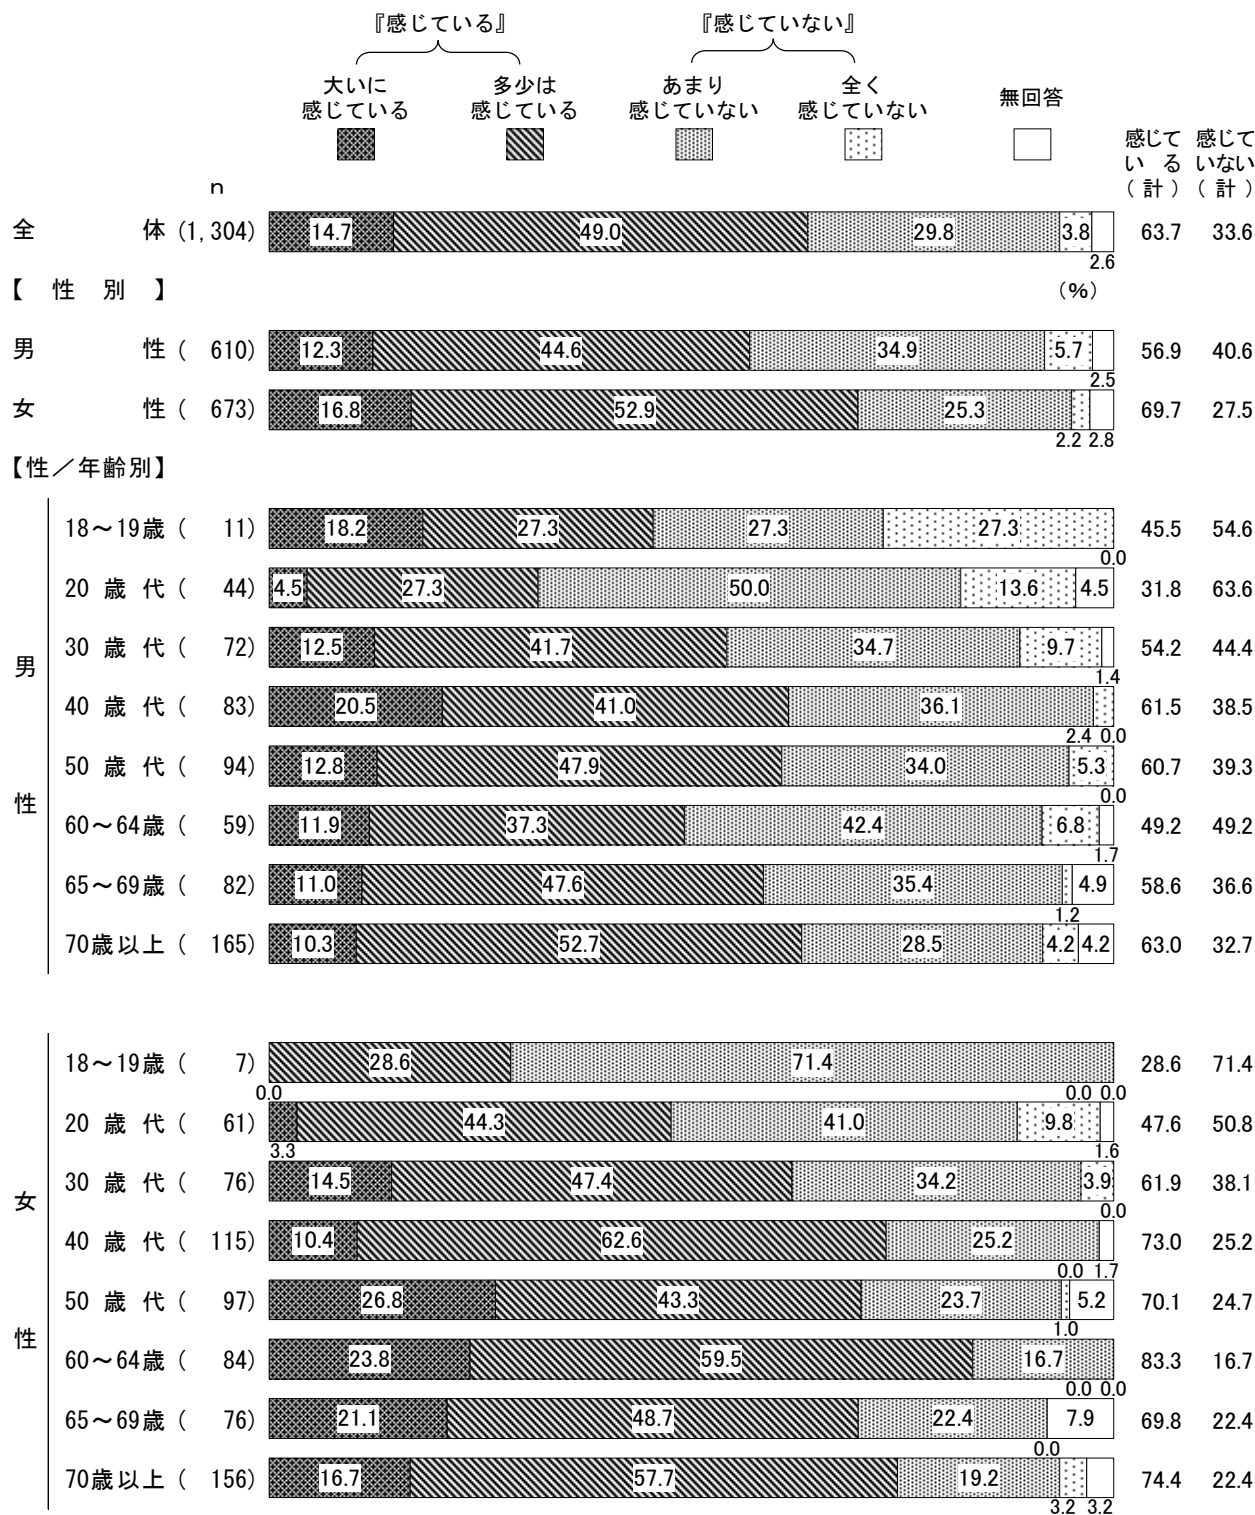 『感じている』 『感じていない』
大いに 多少は あまり 全く
感じている 感じている 感じていない 感じていない 無回答
感じて 感じて
い る いない
n （計） （計）
全 体 (1,304) 14.7 49.0 29.8 3.8 63.7 33.6
2.6
【 性 別 】 （%）
男 性 ( 610) 12.3 44.6 34.9 5.7 56.9 40.6
2.5
女 性 ( 673) 16.8 52.9 25.3 69.7 27.5
2.2 2.8
【性／年齢別】
18～19歳 ( 11) 18.2 27.3 27.3 27.3 45.5 54.6
0.0
20 歳 代 ( 44) 4.5 27.3 50.0 13.6 4.5 31.8 63.6
30 歳 代 ( 72) 12.5 41.7 34.7 9.7 54.2 44.4
男
1.4
40 歳 代 ( 83) 20.5 41.0 36.1 61.5 38.5
2.4 0.0
50 歳 代 ( 94) 12.8 47.9 34.0 5.3 60.7 39.3
性
0.0
60～64歳 ( 59) 11.9 37.3 42.4 6.8 49.2 49.2
1.7
65～69歳 ( 82) 11.0 47.6 35.4 4.9 58.6 36.6
1.2
70歳以上 ( 165) 10.3 52.7 28.5 4.2 4.2 63.0 32.7
18～19歳 ( 7) 28.6 71.4 28.6 71.4
0.0 0.0 0.0
20 歳 代 ( 61) 44.3 41.0 9.8 47.6 50.8
3.3 1.6
30 歳 代 ( 76) 14.5 47.4 34.2 3.9 61.9 38.1
女
0.0
40 歳 代 ( 115) 10.4 62.6 25.2 73.0 25.2
0.0 1.7
50 歳 代 ( 97) 26.8 43.3 23.7 5.2 70.1 24.7
1.0
性
60～64歳 ( 84) 23.8 59.5 16.7 83.3 16.7
0.0 0.0
65～69歳 ( 76) 21.1 48.7 22.4 7.9 69.8 22.4
0.0
70歳以上 ( 156) 16.7 57.7 19.2 74.4 22.4
3.2 3.2